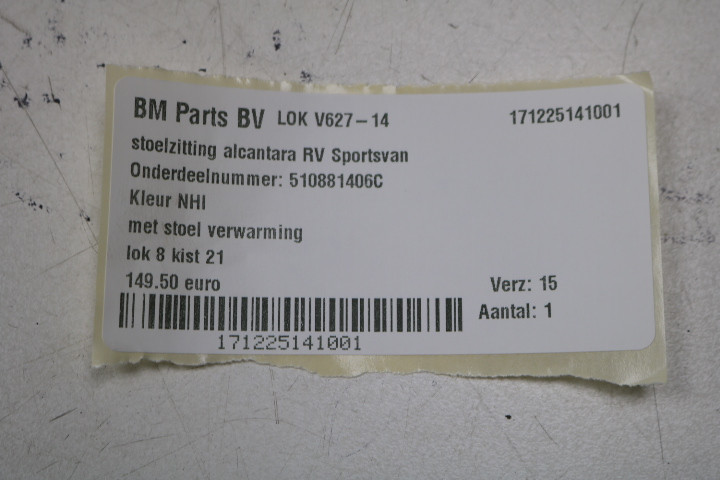 BM Parts BV LOK V627-14 171225141001
stoelzitting alcantara RV Sportsvan
Onderdeelnummer: 510881406C
Kleur NHI
met stoel verwarming
lok 8 kist 21
149.50 euro Verz: 15
Aantal: 1
171225141001